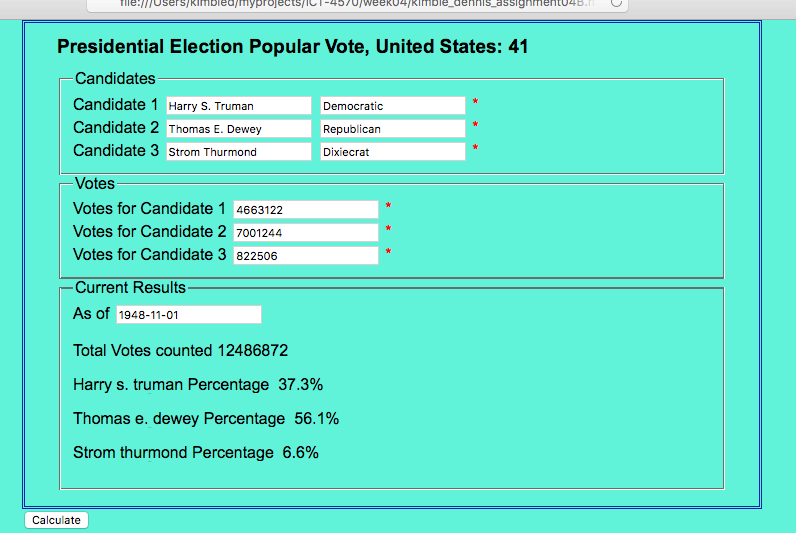 file:///Users/kimbled/myprojects/ICT-4570/week04/kimble_dennis_assignment04B.
Presidential Election Popular Vote, United States: 41
Candidates
Candidate 1 Harry S. Truman Democratic *
Candidate 2 Thomas E. Dewey Republican *
Candidate 3 Strom Thurmond Dixiecrat *
Votes
Votes for Candidate 1 4663122 *
Votes for Candidate 2 7001244 *
Votes for Candidate 3 822506 *
Current Results
As of 1948-11-01
Total Votes counted 12486872
Harry s. truman Percentage 37.3%
Thomas e. dewey Percentage 56.1%
Strom thurmond Percentage 6.6%
Calculate